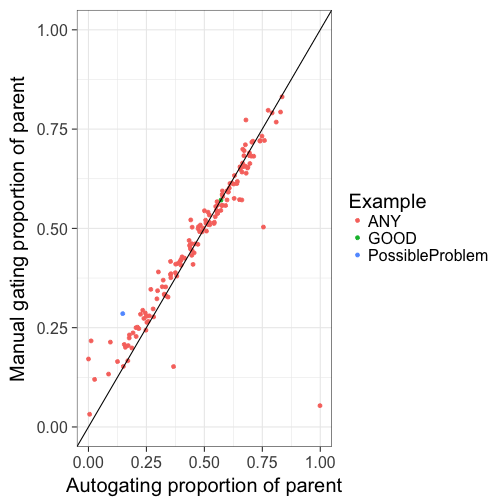 1.00
0.75
0.50
0.25
0.00
Manual gating proportion of parent
0.00 0.25 0.50 0.75 1.00
Autogating proportion of parent
Example
ANY
GOOD
PossibleProblem